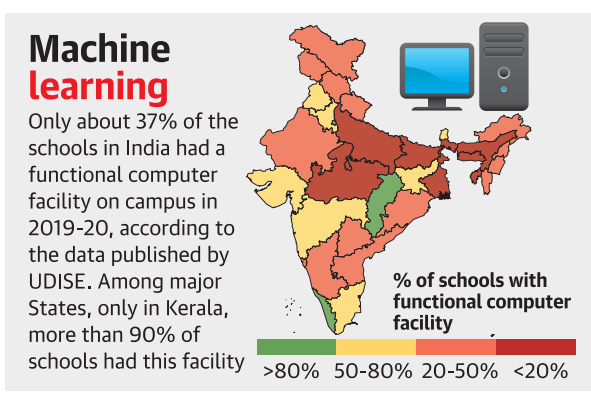 Machine
learning
Only about 37% of the
schools in India had a
functional computer
facility on campus in
2019-20, according to
the data published by
UDISE. Among major
States, only in Kerala,
more than 90% of
schools had this facility
% of schools with
functional computer
facility
>80% 50-80% 20-50% <20%